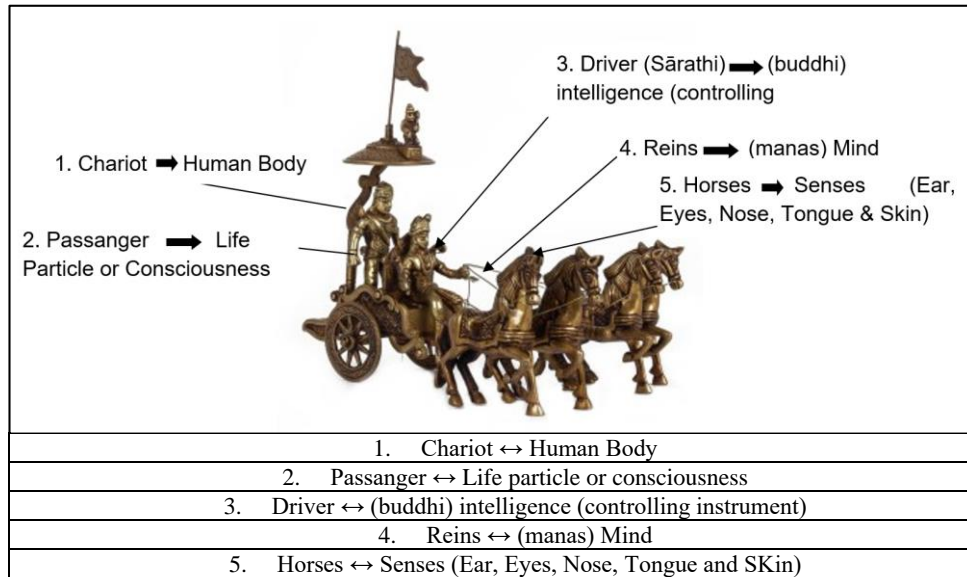 3. Driver (Sārathi) ➡ (buddhi)
intelligence (controlling
4. Reins ➡ (manas) Mind
1. Chariot ➡ Human Body
5. Horses ➡ Senses (Ear,
Eyes, Nose, Tongue & Skin)
2. Passanger ➡ Life
Particle or Consciousness
1. Chariot ↔ Human Body
2. Passanger ↔ Life particle or consciousness
3. Driver ↔ (buddhi) intelligence (controlling instrument)
4. Reins ↔ (manas) Mind
5. Horses ↔ Senses (Ear, Eyes, Nose, Tongue and SKin)